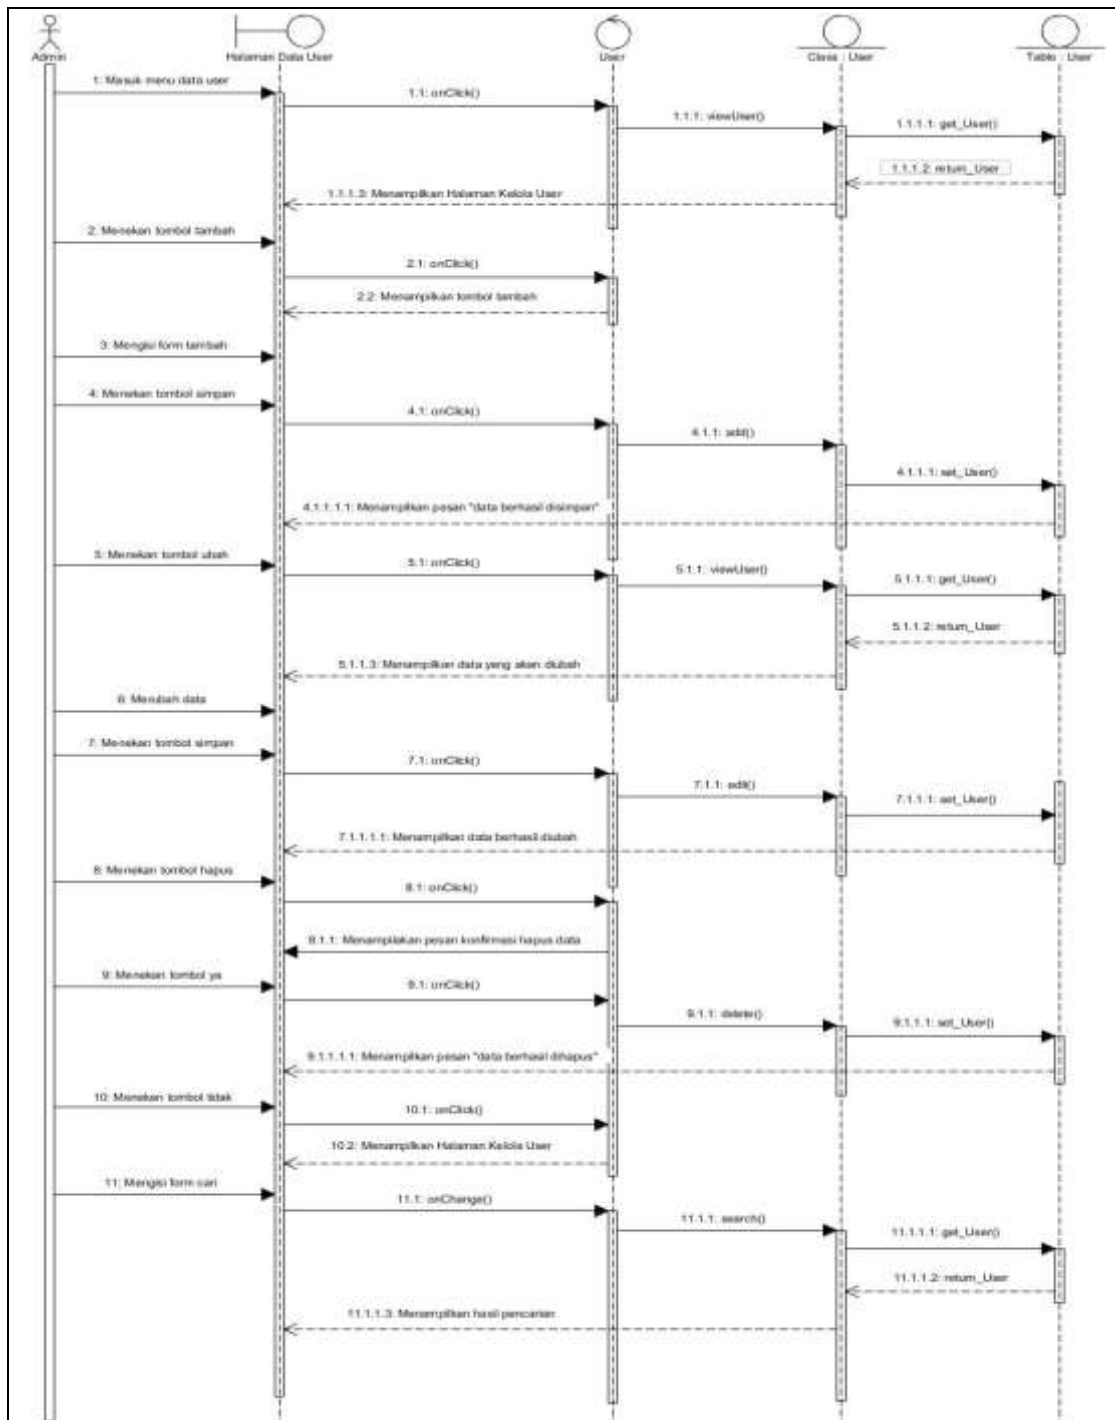 Admin
Halaman Data User
User
Class : User
Table : User
1: Masuk menu data user
1.1: onClick()
1.1.1: viewUser()
1.1.1.1: get_User()
1.1.1.2: return_User
1.1.1.3: Menampilkan Halaman Kelola User
2: Menekan tombol tambah
2.1: onClick()
2.2: Menampilkan tombol tambah
3: Mengisi form tambah
4: Menekan tombol simpan
4.1: onClick()
4.1.1: add()
4.1.1.1: set_User()
4.1.1.1.1: Menampilkan pesan "data berhasil disimpan"
5: Menekan tombol ubah
5.1: onClick()
5.1.1: viewUser()
5.1.1.1: get_User()
5.1.1.2: return_User
5.1.1.3: Menampilkan data yang akan diubah
6: Merubah data
7: Menekan tombol simpan
7.1: onClick()
7.1.1: edit()
7.1.1.1: set_User()
7.1.1.1.1: Menampilkan data berhasil diubah
8: Menekan tombol hapus
8.1: onClick()
8.1.1: Menampilakan pesan konfirmasi hapus data
9: Menekan tombol ya
9.1: onClick()
9.1.1: delete()
9.1.1.1: set_User()
9.1.1.1.1: Menampilkan pesan "data berhasil dihapus"
10: Menekan tombol tidak
10.1: onClick()
10.2: Menampilkan Halaman Kelola User
11: Mengisi form cari
11.1: onChange()
11.1.1: search()
11.1.1.1: get_User()
11.1.1.2: return_User
11.1.1.3: Menampilkan hasil pencarian